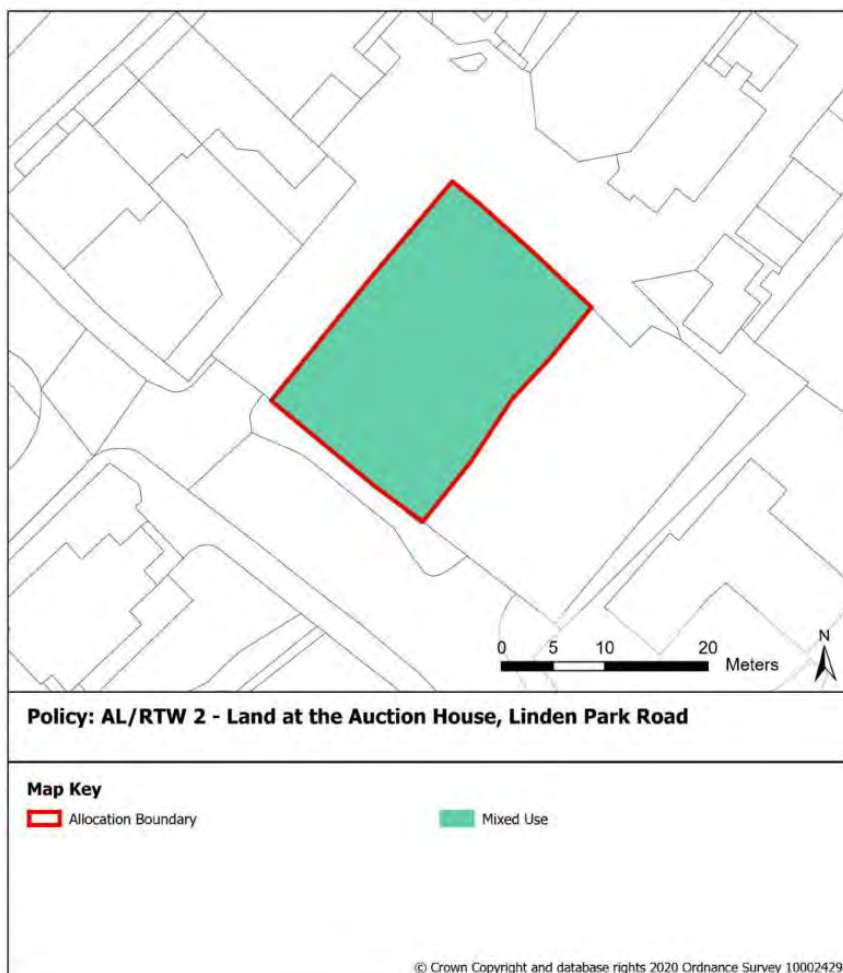 0 5 10 20
Meters
N
Policy: AL/RTW 2 - Land at the Auction House, Linden Park Road
Map Key
Allocation Boundary
Mixed Use
© Crown Copyright and database rights 2020 Ordnance Survey 10002429